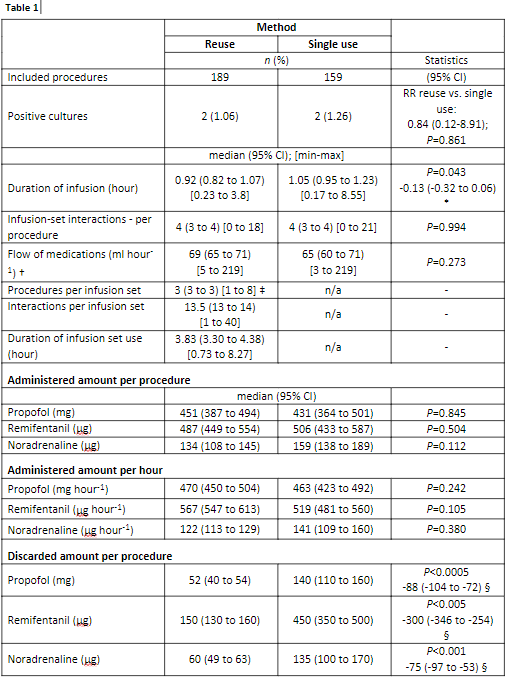 Table 1
Method
Reuse Single use
n (%) Statistics
Included procedures 189 159 (95% CI)
Positive cultures 2 (1.06) 2 (1.26) RR reuse vs. single
use:
0.84 (0.12-8.91);
P=0.861
median (95% CI); [min-max]
Duration of infusion (hour) 0.92 (0.82 to 1.07) 1.05 (0.95 to 1.23) P=0.043
[0.23 to 3.8] [0.17 to 8.55] -0.13 (-0.32 to 0.06)
*
Infusion-set interactions - per
procedure 4 (3 to 4) [0 to 18] 4 (3 to 4) [0 to 21] P=0.994
Flow of medications (ml hour-
1) † 69 (65 to 71) 65 (60 to 71) P=0.273
[5 to 219] [3 to 219]
Procedures per infusion set 3 (3 to 3) [1 to 8] ‡ n/a -
Interactions per infusion set 13.5 (13 to 14) n/a -
[1 to 40]
Duration of infusion set use 3.83 (3.30 to 4.38) n/a -
(hour) [0.73 to 8.27]
Administered amount per procedure
median (95% CI)
Propofol (mg) 451 (387 to 494) 431 (364 to 501) P=0.845
Remifentanil (µg) 487 (449 to 554) 506 (433 to 587) P=0.504
Noradrenaline (µg) 134 (108 to 145) 159 (138 to 189) P=0.112
Administered amount per hour
Propofol (mg hour-1) 470 (450 to 504) 463 (423 to 492) P=0.242
Remifentanil (µg hour-1) 567 (547 to 613) 519 (481 to 560) P=0.105
Noradrenaline (µg hour-1) 122 (113 to 129) 141 (109 to 160) P=0.380
Discarded amount per procedure
Propofol (mg) 52 (40 to 54) 140 (110 to 160) P<0.0005
-88 (-104 to -72) §
Remifentanil (µg) 150 (130 to 160) 450 (350 to 500) P<0.005
-300 (-346 to -254)
§
Noradrenaline (µg) 60 (49 to 63) 135 (100 to 170) P<0.001
-75 (-97 to -53) §